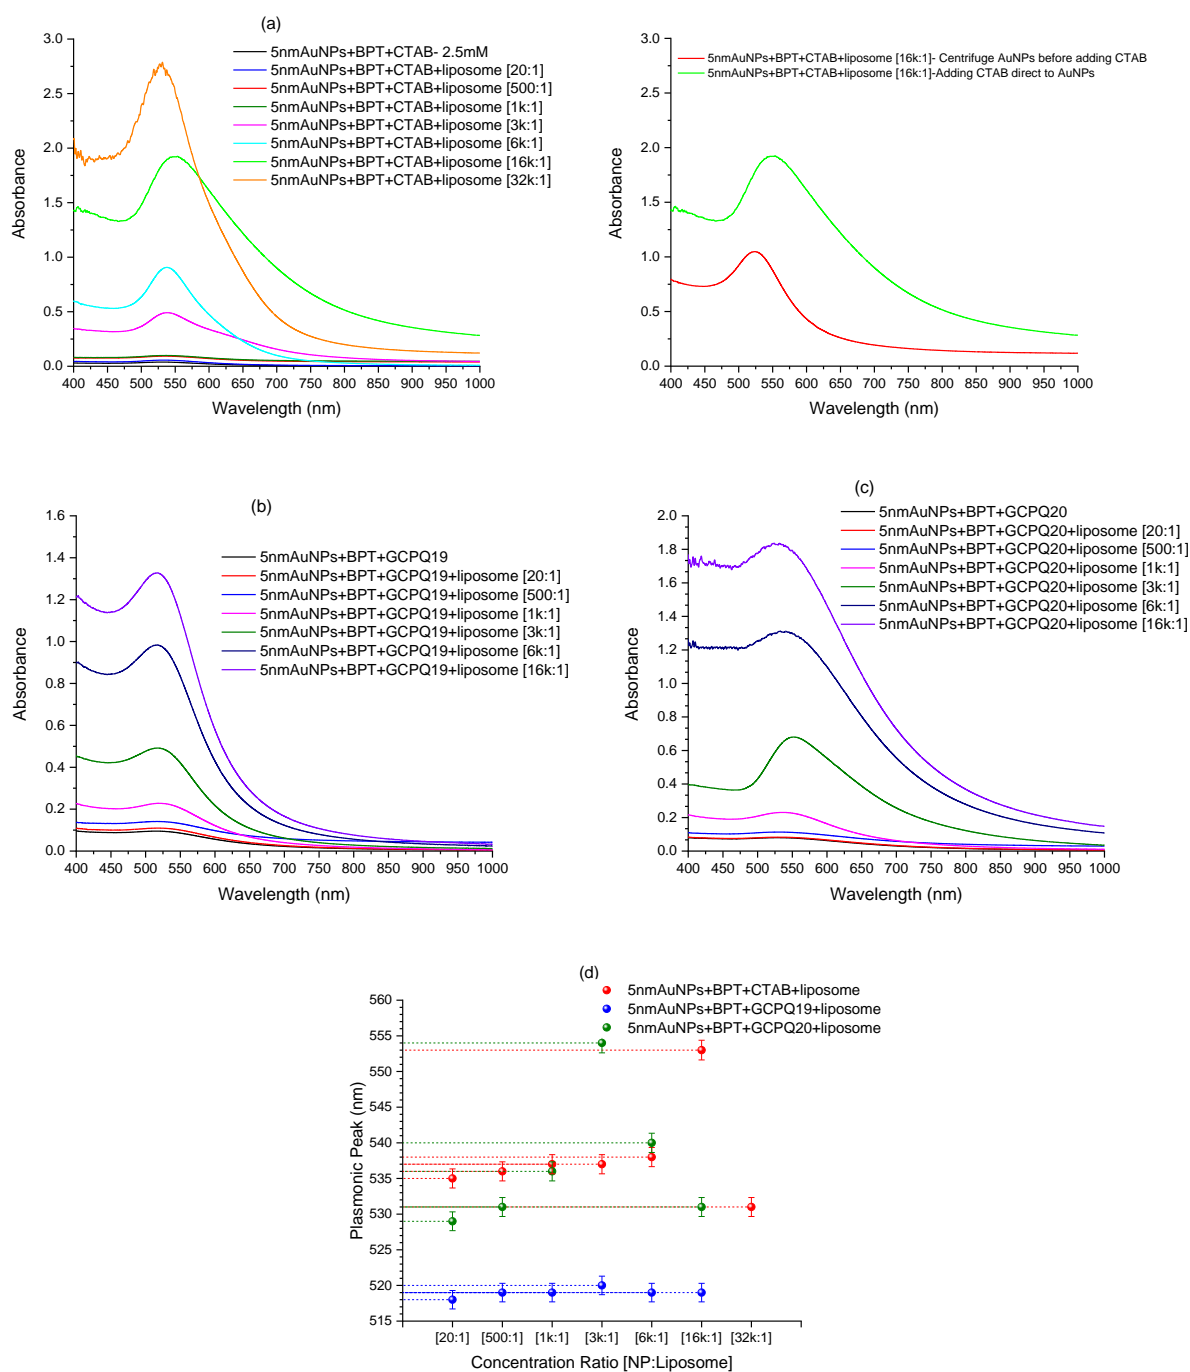 (a)
3.0
2.5
2.0
1.5
1.0
0.5
0.0
Absorbance
5nmAuNPs+BPT+CTAB- 2.5mM
5nmAuNPs+BPT+CTAB+liposome [20:1]
5nmAuNPs+BPT+CTAB+liposome [500:1]
5nmAuNPs+BPT+CTAB+liposome [1k:1]
5nmAuNPs+BPT+CTAB+liposome [3k:1]
5nmAuNPs+BPT+CTAB+liposome [6k:1]
5nmAuNPs+BPT+CTAB+liposome [16k:1]
5nmAuNPs+BPT+CTAB+liposome [32k:1]
400 450 500 550 600 650 700 750 800 850 900 950 1000
Wavelength (nm)
3.0
2.5
2.0
1.5
1.0
0.5
0.0
Absorbance
5nmAuNPs+BPT+CTAB+liposome [16k:1]- Centrifuge AuNPs before adding CTAB
5nmAuNPs+BPT+CTAB+liposome [16k:1]-Adding CTAB direct to AuNPs
400 450 500 550 600 650 700 750 800 850 900 950 1000
Wavelength (nm)
(b)
1.6
1.4
1.2
1.0
0.8
0.6
0.4
0.2
0.0
Absorbance
5nmAuNPs+BPT+GCPQ19
5nmAuNPs+BPT+GCPQ19+liposome [20:1]
5nmAuNPs+BPT+GCPQ19+liposome [500:1]
5nmAuNPs+BPT+GCPQ19+liposome [1k:1]
5nmAuNPs+BPT+GCPQ19+liposome [3k:1]
5nmAuNPs+BPT+GCPQ19+liposome [6k:1]
5nmAuNPs+BPT+GCPQ19+liposome [16k:1]
400 450 500 550 600 650 700 750 800 850 900 950 1000
Wavelength (nm)
(c)
2.0
1.8
1.6
1.4
1.2
1.0
0.8
0.6
0.4
0.2
0.0
Absorbance
5nmAuNPs+BPT+GCPQ20
5nmAuNPs+BPT+GCPQ20+liposome [20:1]
5nmAuNPs+BPT+GCPQ20+liposome [500:1]
5nmAuNPs+BPT+GCPQ20+liposome [1k:1]
5nmAuNPs+BPT+GCPQ20+liposome [3k:1]
5nmAuNPs+BPT+GCPQ20+liposome [6k:1]
5nmAuNPs+BPT+GCPQ20+liposome [16k:1]
400 450 500 550 600 650 700 750 800 850 900 950 1000
Wavelength (nm)
(d)
5nmAuNPs+BPT+CTAB+liposome
5nmAuNPs+BPT+GCPQ19+liposome
5nmAuNPs+BPT+GCPQ20+liposome
560
555
550
545
540
535
530
525
520
515
Plasmonic Peak (nm)
[20:1] [500:1] [1k:1] [3k:1] [6k:1] [16k:1] [32k:1]
Concentration Ratio [NP:Liposome]